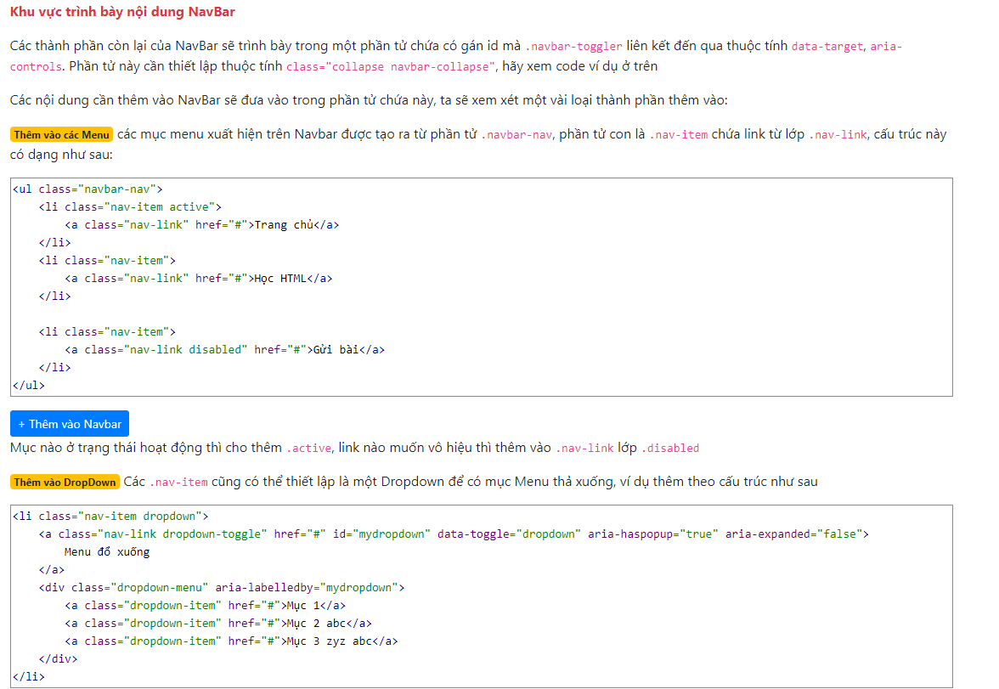 Khu vực trình bày nội dung NavBar
Các thành phần còn lại của NavBar sẽ trình bày trong một phần tử chứa có gán id mà .navbar-toggler liên kết đến qua thuộc tính data-target, aria-
controls. Phần tử này cần thiết lập thuộc tính class="collapse navbar-collapse", hãy xem code ví dụ ở trên
Các nội dung cần thêm vào NavBar sẽ đưa vào trong phần tử chứa này, ta sẽ xem xét một vài loại thành phần thêm vào:
Thêm vào các Menu các mục menu xuất hiện trên Navbar được tạo ra từ phần tử .navbar-nav, phần tử con là .nav-item chứa link từ lớp .nav-link, cấu trúc này
có dạng như sau:
<ul class="navbar-nav">
    <li class="nav-item active">
        <a class="nav-link" href="#">Trang chủ</a>
    </li>
    <li class="nav-item">
        <a class="nav-link" href="#">Học HTML</a>
    </li>
    <li class="nav-item">
        <a class="nav-link disabled" href="#">Gửi bài</a>
    </li>
</ul>
+ Thêm vào Navbar
Mục nào ở trạng thái hoạt động thì cho thêm .active, link nào muốn vô hiệu thì thêm vào .nav-link lớp .disabled
Thêm vào DropDown Các .nav-item cũng có thể thiết lập là một Dropdown để có mục Menu thả xuống, ví dụ thêm theo cấu trúc như sau
<li class="nav-item dropdown">
    <a class="nav-link dropdown-toggle" href="#" id="mydropdown" data-toggle="dropdown" aria-haspopup="true" aria-expanded="false">
        Menu đổ xuống
    </a>
    <div class="dropdown-menu" aria-labelledby="mydropdown">
        <a class="dropdown-item" href="#">Mục 1</a>
        <a class="dropdown-item" href="#">Mục 2 abc</a>
        <a class="dropdown-item" href="#">Mục 3 zyz abc</a>
    </div>
</li>